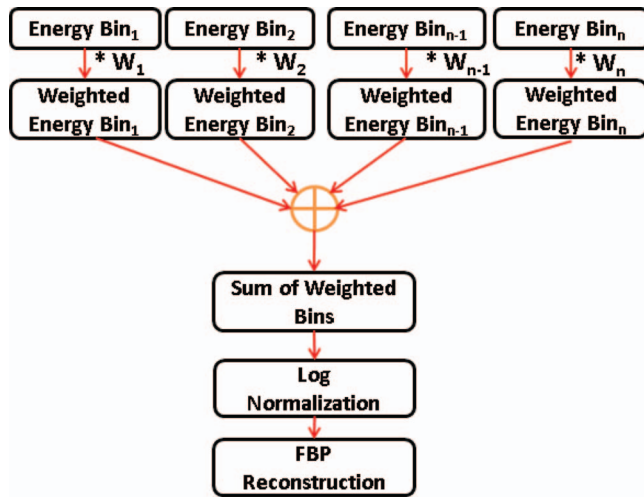 Energy Bin₁ Energy Bin₂ Energy Binₙ₋₁ Energy Binₙ
* W₁ * W₂ * Wₙ₋₁ * Wₙ
Weighted Weighted Weighted Weighted
Energy Bin₁ Energy Bin₂ Energy Binₙ₋₁ Energy Binₙ
Sum of Weighted
Bins
Log
Normalization
FBP
Reconstruction